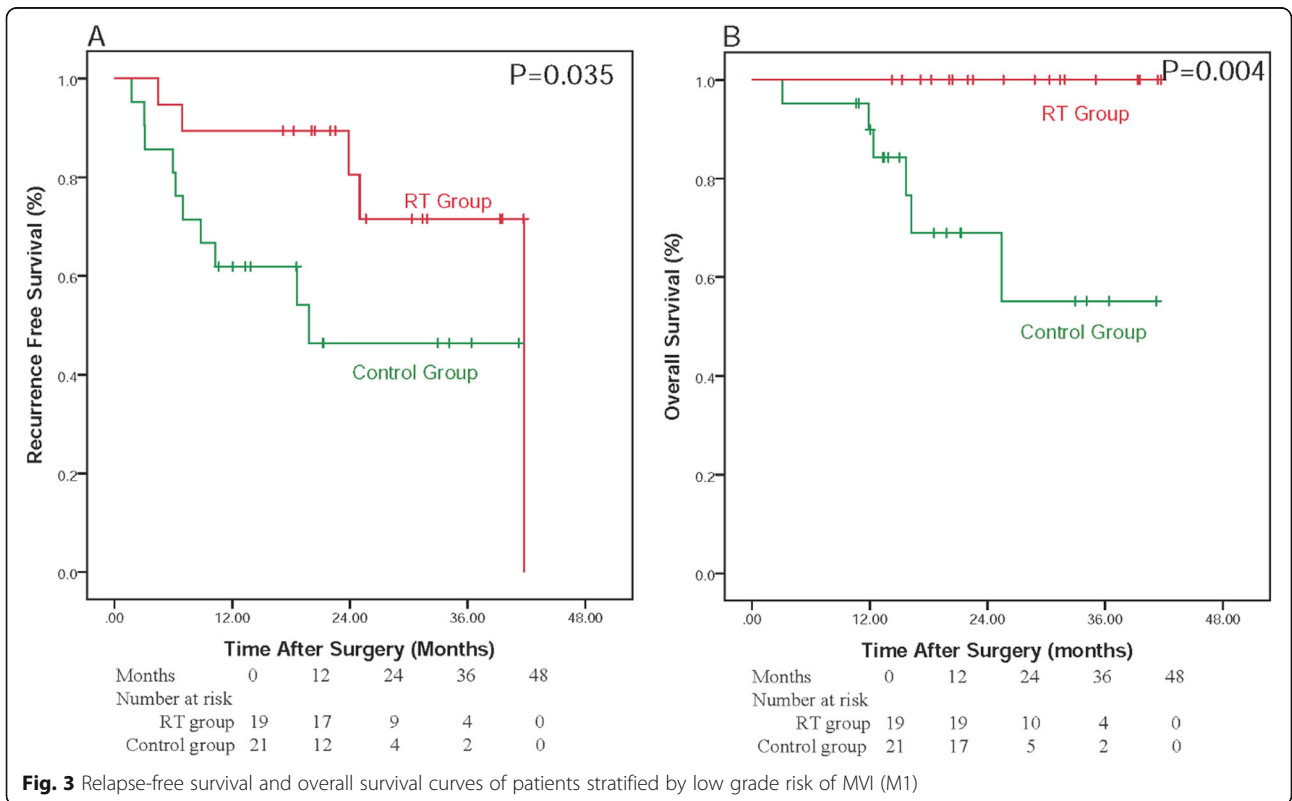 A
P=0.035
1.0
0.8
0.6
0.4
0.2
0.0
Recurrence Free Survival (%)
RT Group
Control Group
.00 12.00 24.00 36.00 48.00
Time After Surgery (Months)
Months 0 12 24 36 48
Number at risk
RT group 19 17 9 4 0
Control group 21 12 4 2 0
B
P=0.004
1.0
0.8
0.6
0.4
0.2
0.0
Overall Survival (%)
RT Group
Control Group
.00 12.00 24.00 36.00 48.00
Time After Surgery (months)
Months 0 12 24 36 48
Number at risk
RT group 19 19 10 4 0
Control group 21 17 5 2 0
Fig. 3 Relapse-free survival and overall survival curves of patients stratified by low grade risk of MVI (M1)